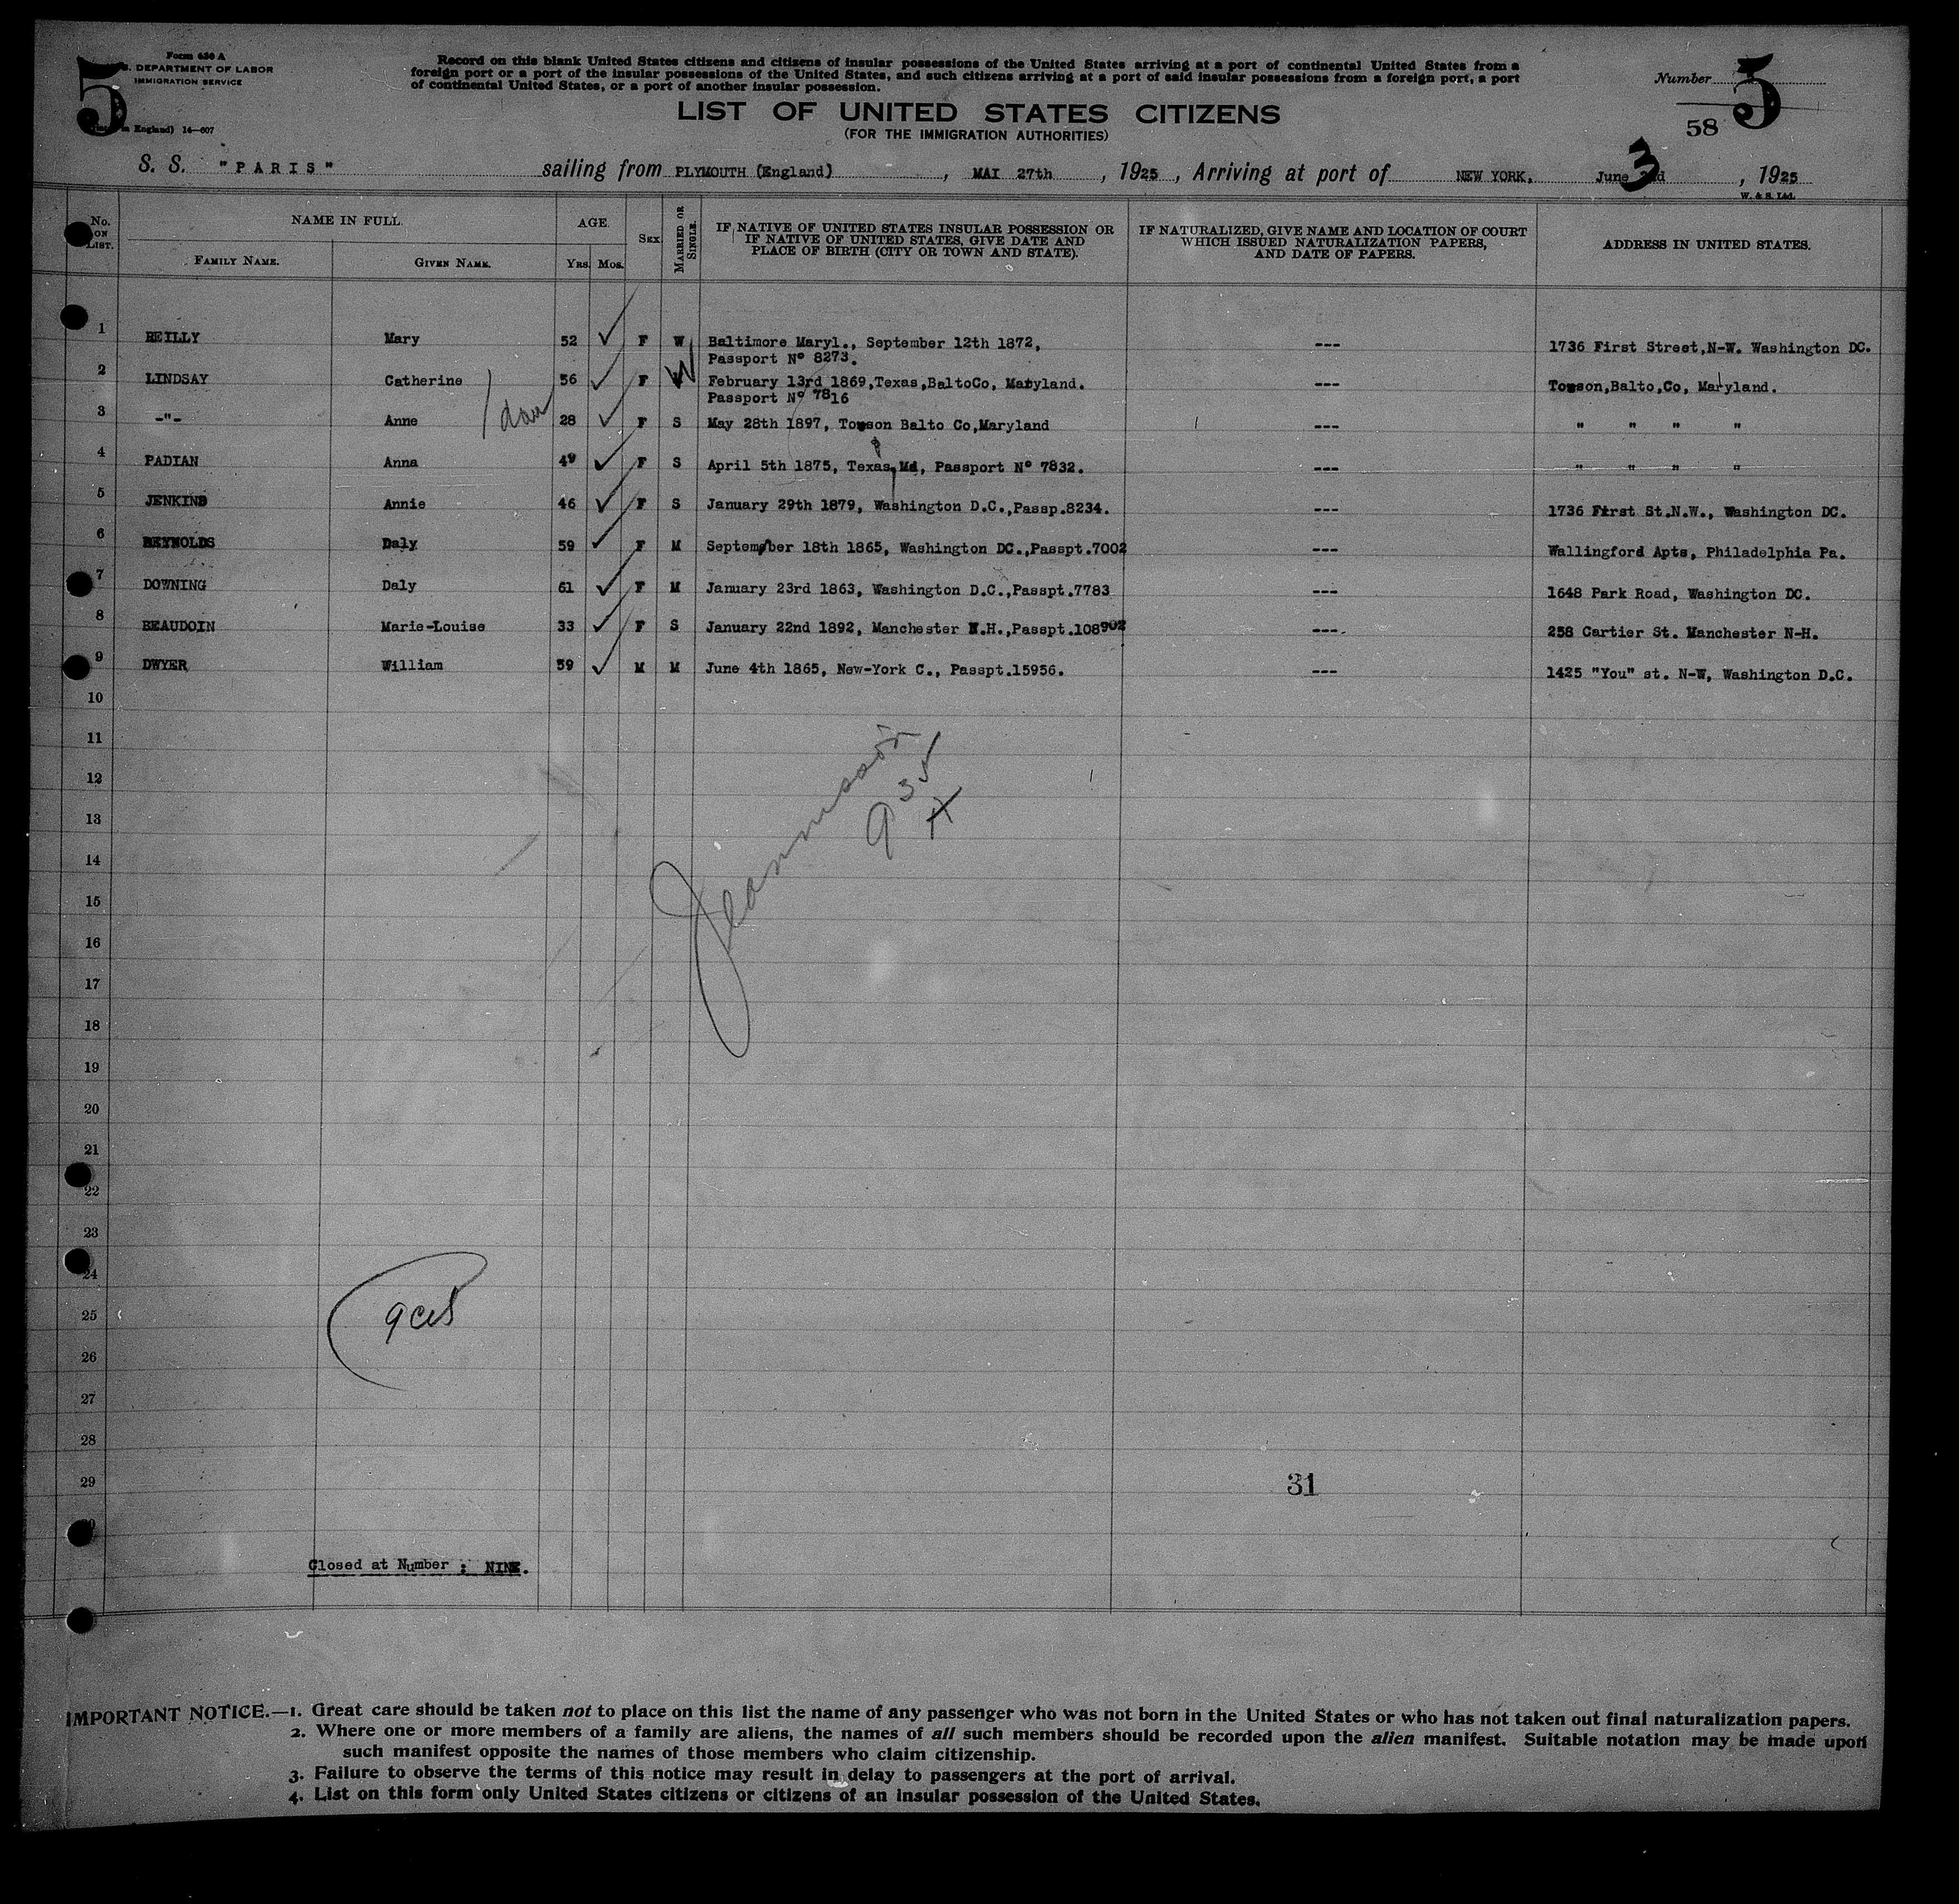 5
Form 630 A
S. DEPARTMENT OF LABOR
IMMIGRATION SERVICE
in England) 14—607
Record on this blank United States citizens and citizens of insular possessions of the United States arriving at a port of continental United States from a
foreign port or a port of the insular possessions of the United States, and such citizens arriving at a port of said insular possessions from a foreign port, a port
of continental United States, or a port of another insular possession.
LIST OF UNITED STATES CITIZENS
(FOR THE IMMIGRATION AUTHORITIES)
Number 5
58
S. S. "PARIS" sailing from PLYMOUTH (England), MAI 27th, 1925, Arriving at port of NEW YORK, June 3d, 1925
W. & S. Ltd.
No. ON LIST. NAME IN FULL. AGE. SEX MARRIED OR SINGLE. IF NATIVE OF UNITED STATES INSULAR POSSESSION OR IF NATIVE OF UNITED STATES, GIVE DATE AND PLACE OF BIRTH (CITY OR TOWN AND STATE). IF NATURALIZED, GIVE NAME AND LOCATION OF COURT WHICH ISSUED NATURALIZATION PAPERS, AND DATE OF PAPERS. ADDRESS IN UNITED STATES.
FAMILY NAME. GIVEN NAME. YRS. MOS.
1 REILLY Mary 52 F W Baltimore Maryl., September 12th 1872, --- 1736 First Street,N-W. Washington DC.
Passport Nº 8273.
2 LINDSAY Catherine 56 F W February 13rd 1869,Texas,BaltoCo, Maryland. --- Towson,Balto,Co, Maryland.
Passport Nº 7816
3 -"- Anne dau 28 F S May 28th 1897, Towson Balto Co,Maryland --- " " " "
4 PADIAN Anna 49 F S April 5th 1875, Texas,Md, Passport Nº 7832. --- " " " "
5 JENKINS Annie 46 F S January 29th 1879, Washington D.C.,Passp.8234. --- 1736 First St.N.W., Washington DC.
6 REYNOLDS Daly 59 F M September 18th 1865, Washington DC.,Passpt.7002 --- Wallingford Apts, Philadelphia Pa.
7 DOWNING Daly 61 F M January 23rd 1863, Washington D.C.,Passpt.7783 --- 1648 Park Road, Washington DC.
8 BEAUDOIN Marie-Louise 33 F S January 22nd 1892, Manchester N.H.,Passpt.108902 ---. 258 Cartier St. Manchester N-H.
9 DWYER William 59 M M June 4th 1865, New-York C., Passpt.15956. --- 1425 "You" st. N-W, Washington D.C.
10
11
12
13
14
15
16
17
18
19
20
21
22
23
24
25
26
27
28
29
31
Closed at Number : NINE.
IMPORTANT NOTICE.—1. Great care should be taken not to place on this list the name of any passenger who was not born in the United States or who has not taken out final naturalization papers.
2. Where one or more members of a family are aliens, the names of all such members should be recorded upon the alien manifest. Suitable notation may be made upon
such manifest opposite the names of those members who claim citizenship.
3. Failure to observe the terms of this notice may result in delay to passengers at the port of arrival.
4. List on this form only United States citizens or citizens of an insular possession of the United States.